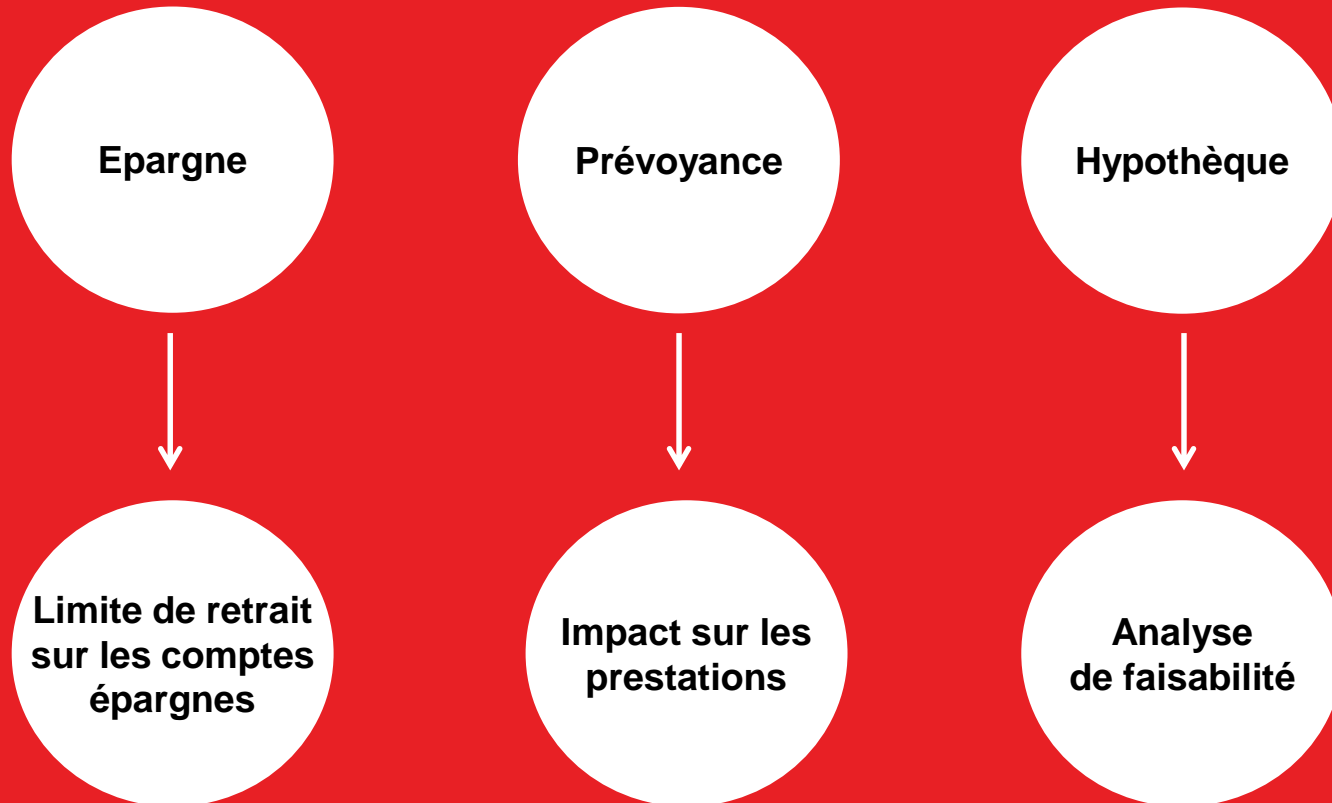 Epargne
Prévoyance
Hypothèque
Limite de retrait
sur les comptes
épargnes
Impact sur les
prestations
Analyse
de faisabilité